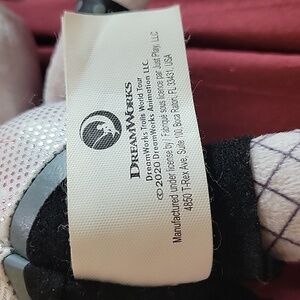 DREAMWORKS
DreamWorks Trolls World Tour
©2020 DreamWorks Animation LLC.
Manufactured under license by / Fabriqué sous licence par Just Play, LLC
4850 T-Rex Ave, Suite 100, Boca Raton, FL 33431, USA